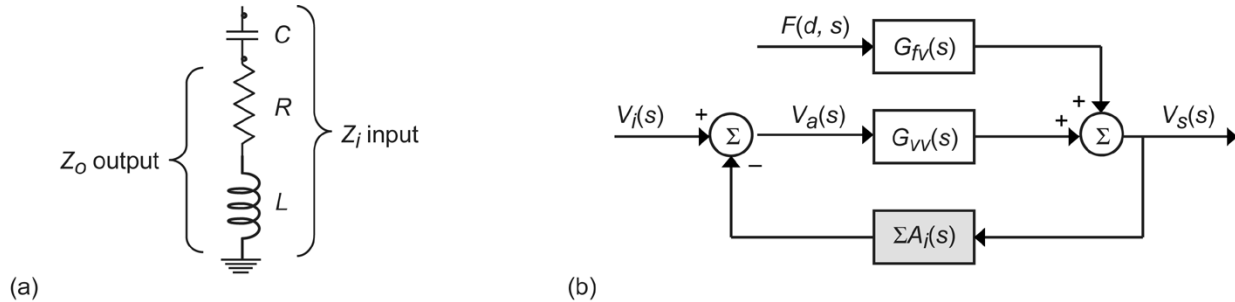 C
R
L
Z_o output
Z_i input
(a)
F(d, s)
G_fv(s)
V_i(s)
+
Σ
−
V_a(s)
G_vv(s)
+
+
Σ
V_s(s)
ΣA_i(s)
(b)